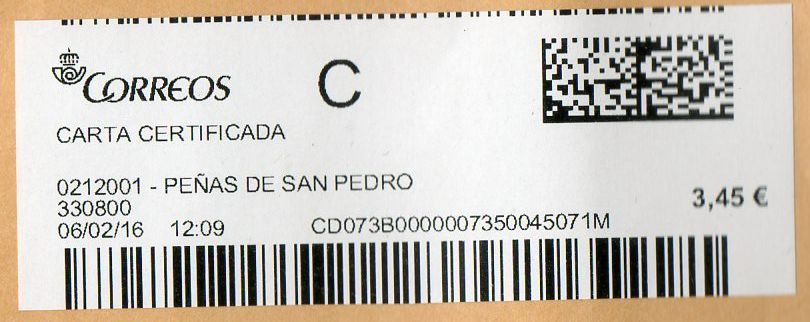 CORREOS
C
CARTA CERTIFICADA
0212001 - PEÑAS DE SAN PEDRO
330800
3,45 €
06/02/16 12:09 CD073B0000007350045071M